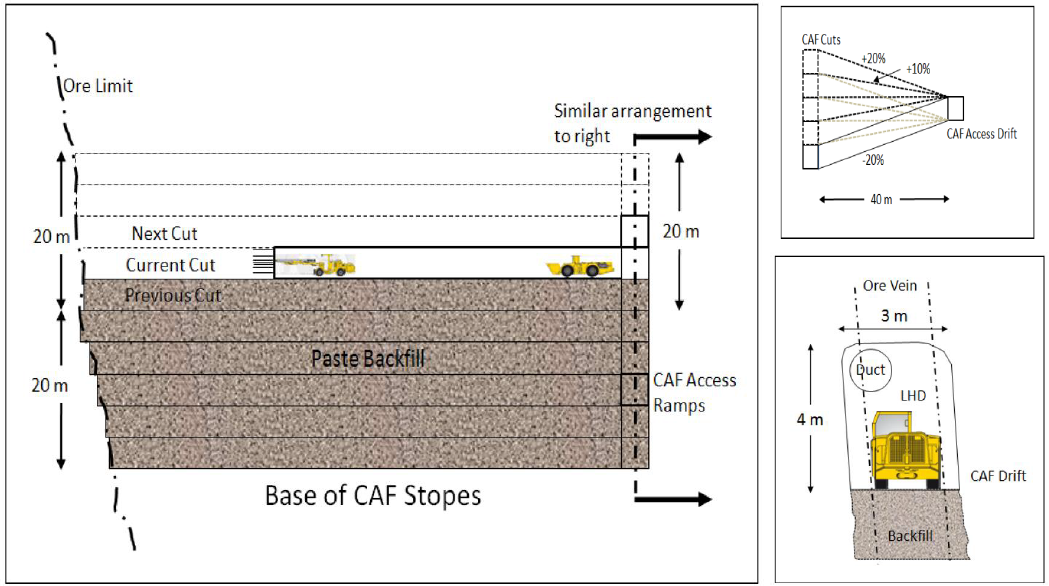 Ore Limit
Similar arrangement
to right
20 m
Next Cut
20 m
Current Cut
Previous Cut
Paste Backfill
20 m
CAF Access
Ramps
Base of CAF Stopes
CAF Cuts
+20%
+10%
CAF Access Drift
-20%
40 m
Ore Vein
3 m
Duct
LHD
4 m
CAF Drift
Backfill